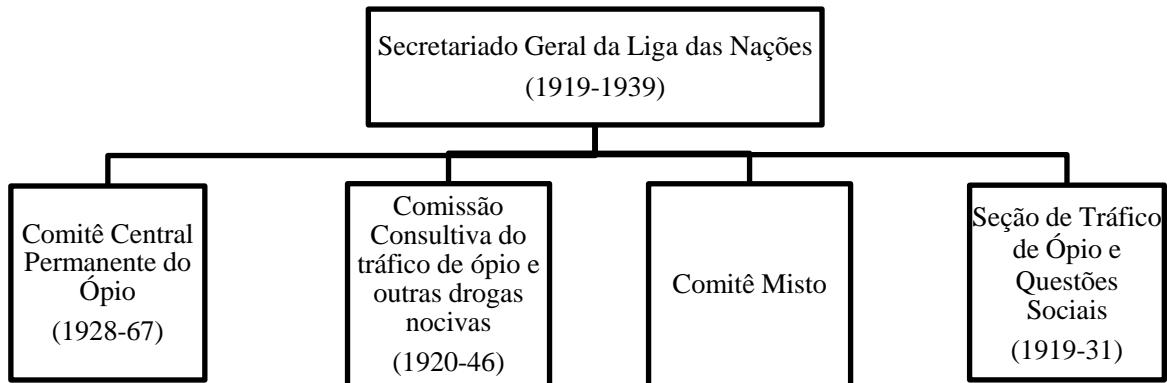 Secretariado Geral da Liga das Nações
(1919-1939)
Comitê Central
Permanente do
Ópio
(1928-67)
Comissão
Consultiva do
tráfico de ópio e
outras drogas
nocivas
(1920-46)
Comitê Misto
Seção de Tráfico
de Ópio e
Questões
Sociais
(1919-31)